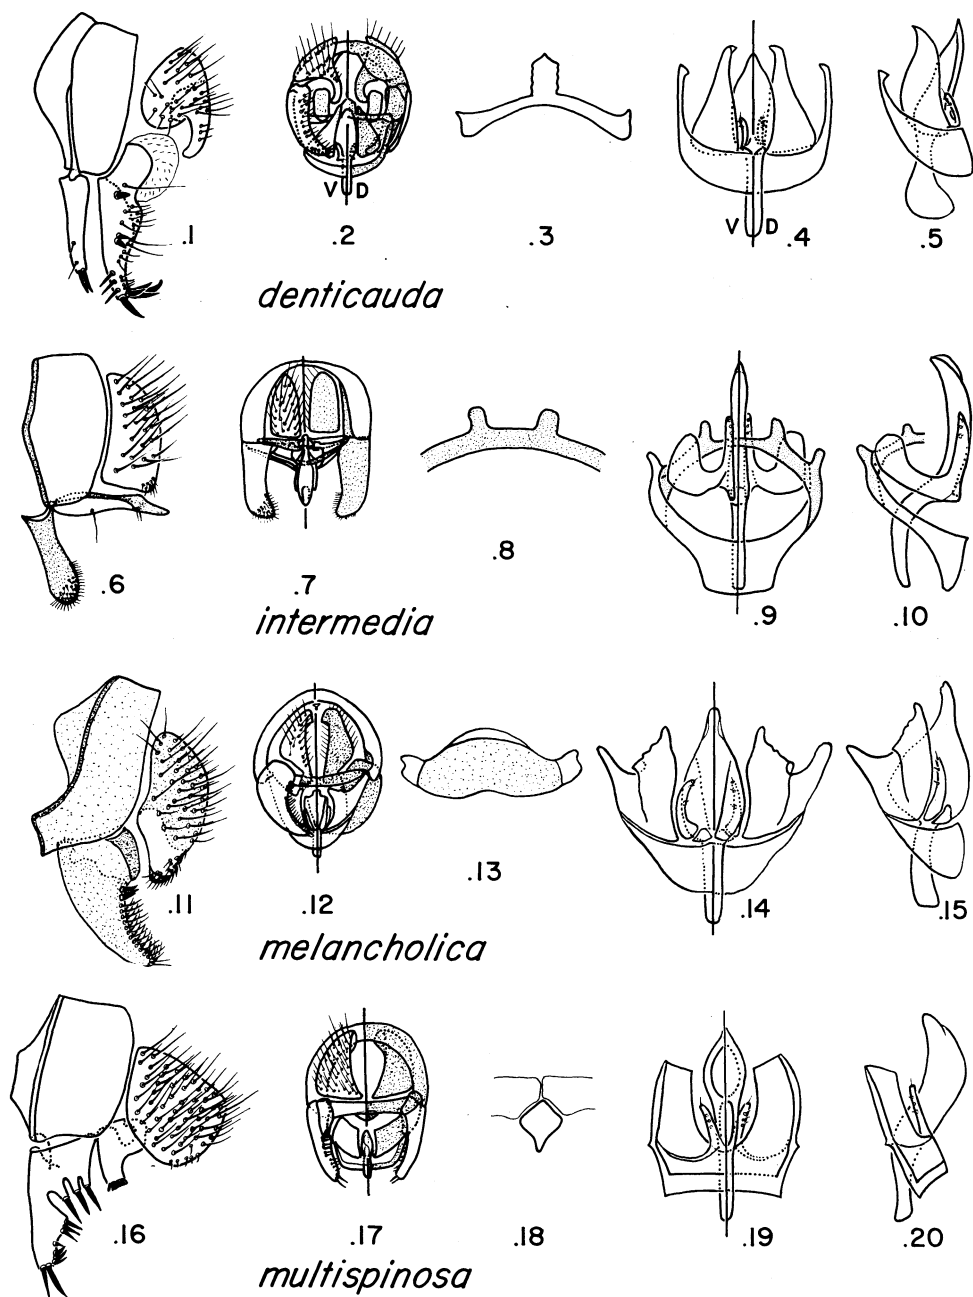 V D
V D
.1 .2 .3 .4 .5
denticauda
.6 .7 .8 .9 .10
intermedia
.11 .12 .13 .14 .15
melancholica
.16 .17 .18 .19 .20
multispinosa